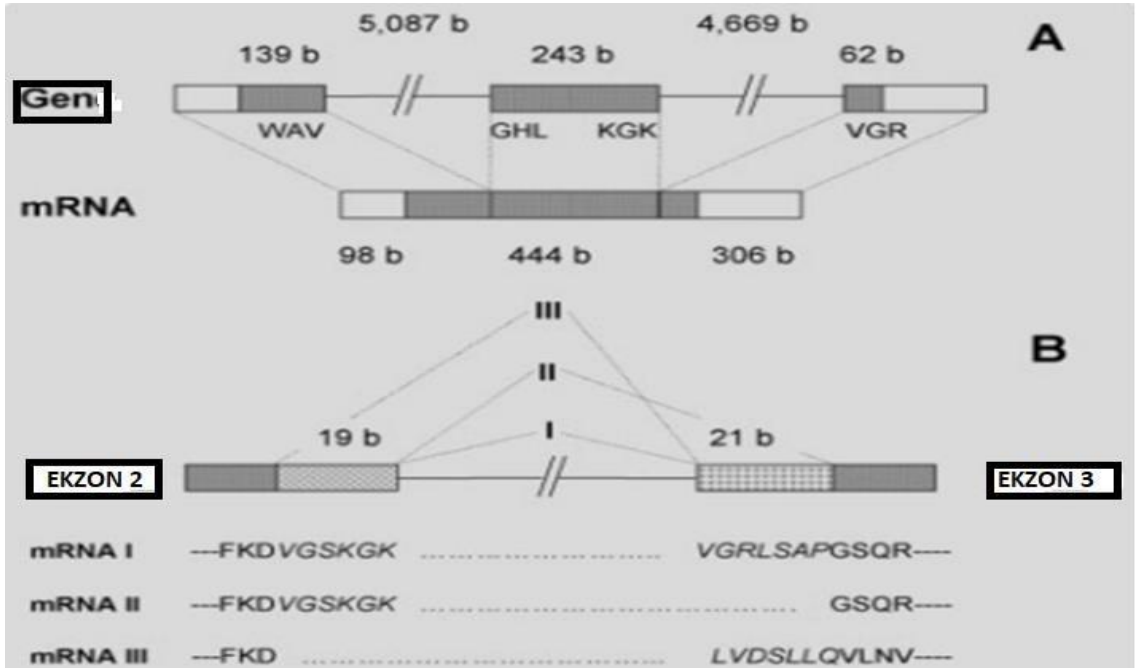 5,087 b 4,669 b A
139 b 243 b 62 b
Gen
WAV GHL KGK VGR
mRNA
98 b 444 b 306 b
III
B
II
19 b I 21 b
EKZON 2 EKZON 3
mRNA I ---FKDVGSKGK VGRLSAPGSQR----
mRNA II ---FKDVGSKGK GSQR----
mRNA III ---FKD LVDSLLQVLNV----